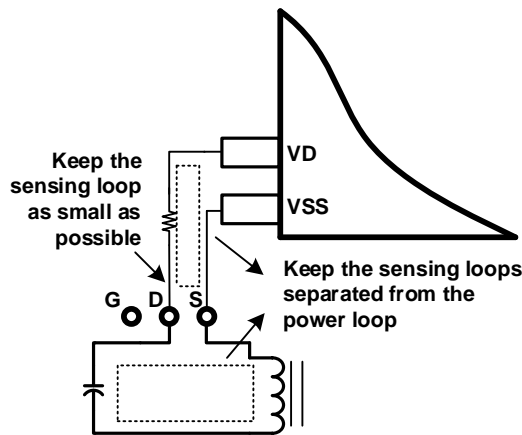 VD
Keep the
sensing loop
as small as
possible
VSS
Keep the sensing loops
separated from the
power loop
G D S